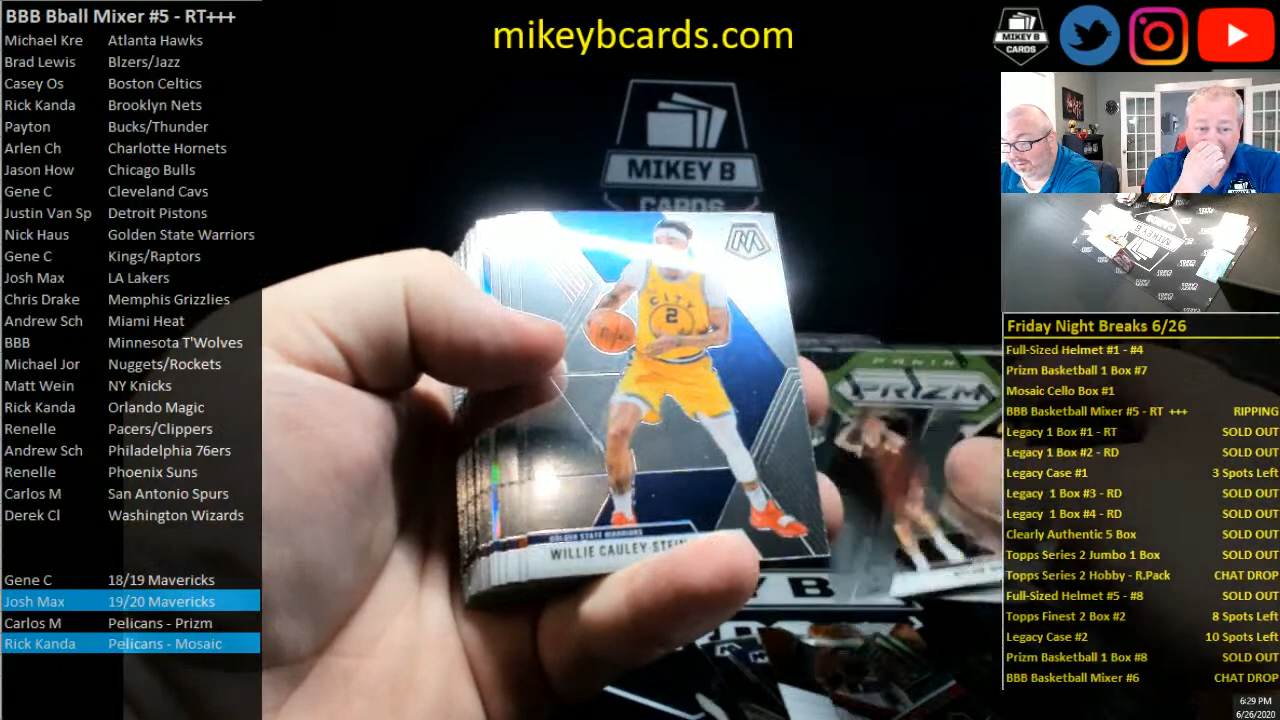 BBB Bball Mixer #5 - RT+++
Michael Kre Atlanta Hawks
Brad Lewis Blzers/Jazz
Casey Os Boston Celtics
Rick Kanda Brooklyn Nets
Payton Bucks/Thunder
Arlen Ch Charlotte Hornets
Jason How Chicago Bulls
Gene C Cleveland Cavs
Justin Van Sp Detroit Pistons
Nick Haus Golden State Warriors
Gene C Kings/Raptors
Josh Max LA Lakers
Chris Drake Memphis Grizzlies
Andrew Sch Miami Heat
BBB Minnesota T'Wolves
Michael Jor Nuggets/Rockets
Matt Wein NY Knicks
Rick Kanda Orlando Magic
Renelle Pacers/Clippers
Andrew Sch Philadelphia 76ers
Renelle Phoenix Suns
Carlos M San Antonio Spurs
Derek Cl Washington Wizards
Gene C 18/19 Mavericks
Josh Max 19/20 Mavericks
Carlos M Pelicans - Prizm
Rick Kanda Pelicans - Mosaic
mikeybcards.com
MIKEY B
CARDS
CITY
2
GOLDEN STATE WARRIORS
WILLIE CAULEY STEIN
PANINI
PRIZM
B
MIKEY B
CARDS
Friday Night Breaks 6/26
Full-Sized Helmet #1 - #4
Prizm Basketball 1 Box #7
Mosaic Cello Box #1
BBB Basketball Mixer #5 - RT +++ RIPPING
Legacy 1 Box #1 - RT SOLD OUT
Legacy 1 Box #2 - RD SOLD OUT
Legacy Case #1 3 Spots Left
Legacy 1 Box #3 - RD SOLD OUT
Legacy 1 Box #4 - RD SOLD OUT
Clearly Authentic 5 Box SOLD OUT
Topps Series 2 Jumbo 1 Box SOLD OUT
Topps Series 2 Hobby - R.Pack CHAT DROP
Full-Sized Helmet #5 - #8 SOLD OUT
Topps Finest 2 Box #2 8 Spots Left
Legacy Case #2 10 Spots Left
Prizm Basketball 1 Box #8 SOLD OUT
BBB Basketball Mixer #6 CHAT DROP
6:29 PM
6/26/2020